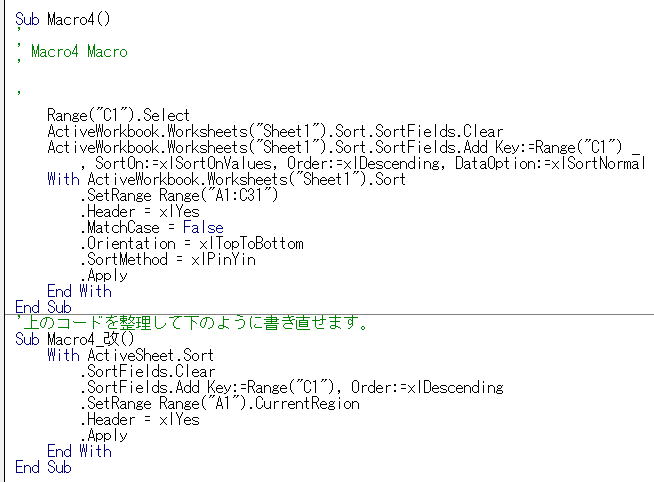 Sub Macro4()
'
' Macro4 Macro
'

'
    Range("C1").Select
    ActiveWorkbook.Worksheets("Sheet1").Sort.SortFields.Clear
    ActiveWorkbook.Worksheets("Sheet1").Sort.SortFields.Add Key:=Range("C1") _
        , SortOn:=xlSortOnValues, Order:=xlDescending, DataOption:=xlSortNormal
    With ActiveWorkbook.Worksheets("Sheet1").Sort
        .SetRange Range("A1:C31")
        .Header = xlYes
        .MatchCase = False
        .Orientation = xlTopToBottom
        .SortMethod = xlPinYin
        .Apply
    End With
End Sub
'上のコードを整理して下のように書き直せます。
Sub Macro4_改()
    With ActiveSheet.Sort
        .SortFields.Clear
        .SortFields.Add Key:=Range("C1"), Order:=xlDescending
        .SetRange Range("A1").CurrentRegion
        .Header = xlYes
        .Apply
    End With
End Sub